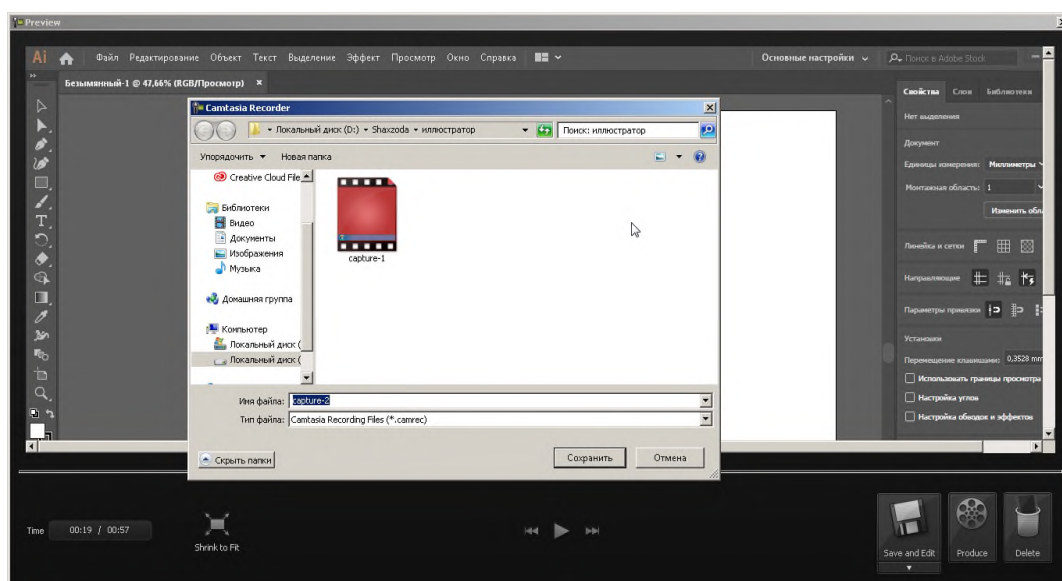 Preview
Ai Файл Редактирование Объект Текст Выделение Эффект Просмотр Окно Справка Основные настройки Поиск в Adobe Stock
Безымянный-1 @ 47,66% (RGB/Просмотр) ×
Свойства Слои Библиотеки
Нет выделения
Документ
Единицы измерения: Миллиметры
Монтажная область: 1
Изменить обл
Линейка и сетки
Направляющие
Параметры привязки
Установки
Перемещение клавишами: 0,3528 mm
Использовать границы просмотра
Настройка углов
Настройка обводок и эффектов
Camtasia Recorder
Локальный диск (D:) Shaxzoda иллюстратор Поиск: иллюстратор
Упорядочить Новая папка
Creative Cloud File
Библиотеки
Видео
Документы
Изображения
Музыка
Домашняя группа
Компьютер
Локальный диск (
Локальный диск (
capture-1
Имя файла: capture-2
Тип файла: Camtasia Recording Files (*.camrec)
Скрыть папки Сохранить Отмена
Time 00:19 / 00:57
Shrink to Fit
Save and Edit Produce Delete